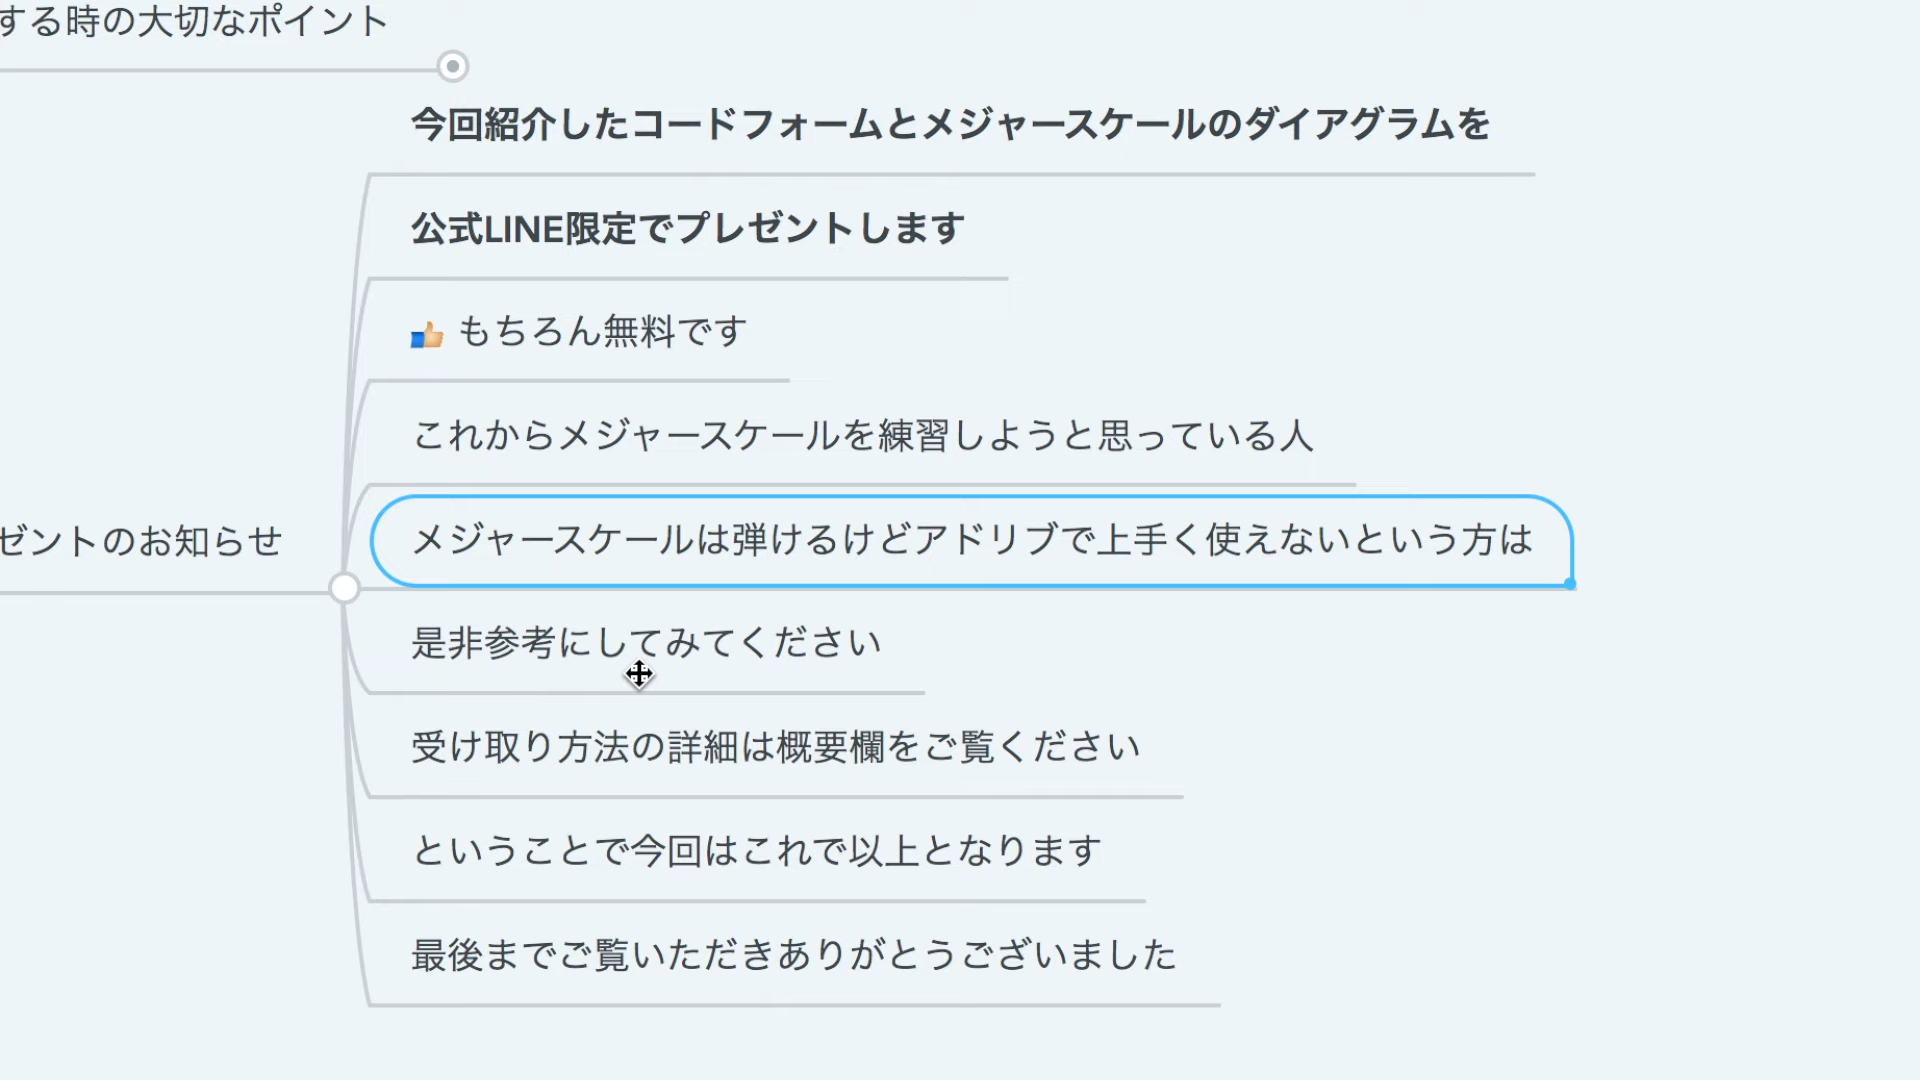 する時の大切なポイント
今回紹介したコードフォームとメジャースケールのダイアグラムを
公式LINE限定でプレゼントします
👍 もちろん無料です
これからメジャースケールを練習しようと思っている人
メジャースケールは弾けるけどアドリブで上手く使えないという方は
ゼントのお知らせ
是非参考にしてみてください
受け取り方法の詳細は概要欄をご覧ください
ということで今回はこれで以上となります
最後までご覧いただきありがとうございました